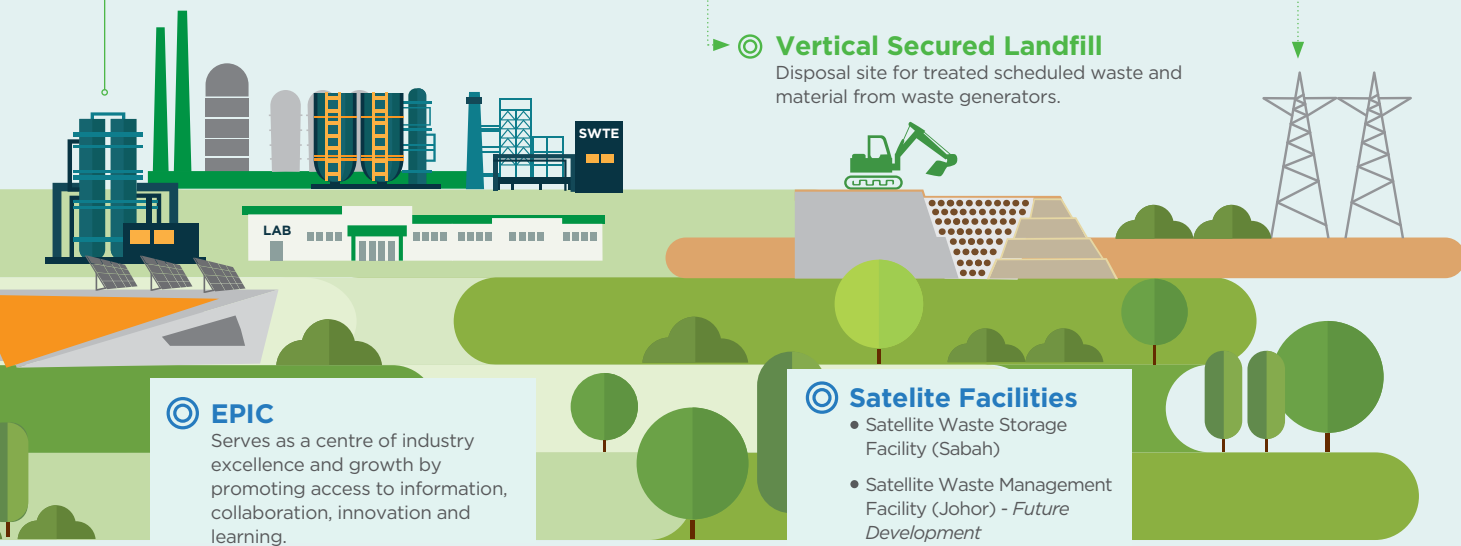 Vertical Secured Landfill
Disposal site for treated scheduled waste and
material from waste generators.
SWTE
LAB
EPIC
Serves as a centre of industry
excellence and growth by
promoting access to information,
collaboration, innovation and
learning.
Satelite Facilities
• Satellite Waste Storage
Facility (Sabah)
• Satellite Waste Management
Facility (Johor) - Future
Development